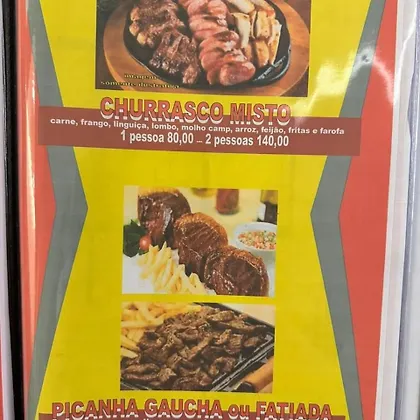 CHURRASCO MISTO
carne, frango, linguiça, lombo, molho camp, arroz, feijão, fritas e farofa
1 pessoa 80,00 – 2 pessoas 140,00
PICANHA GAUCHA ou FATIADA